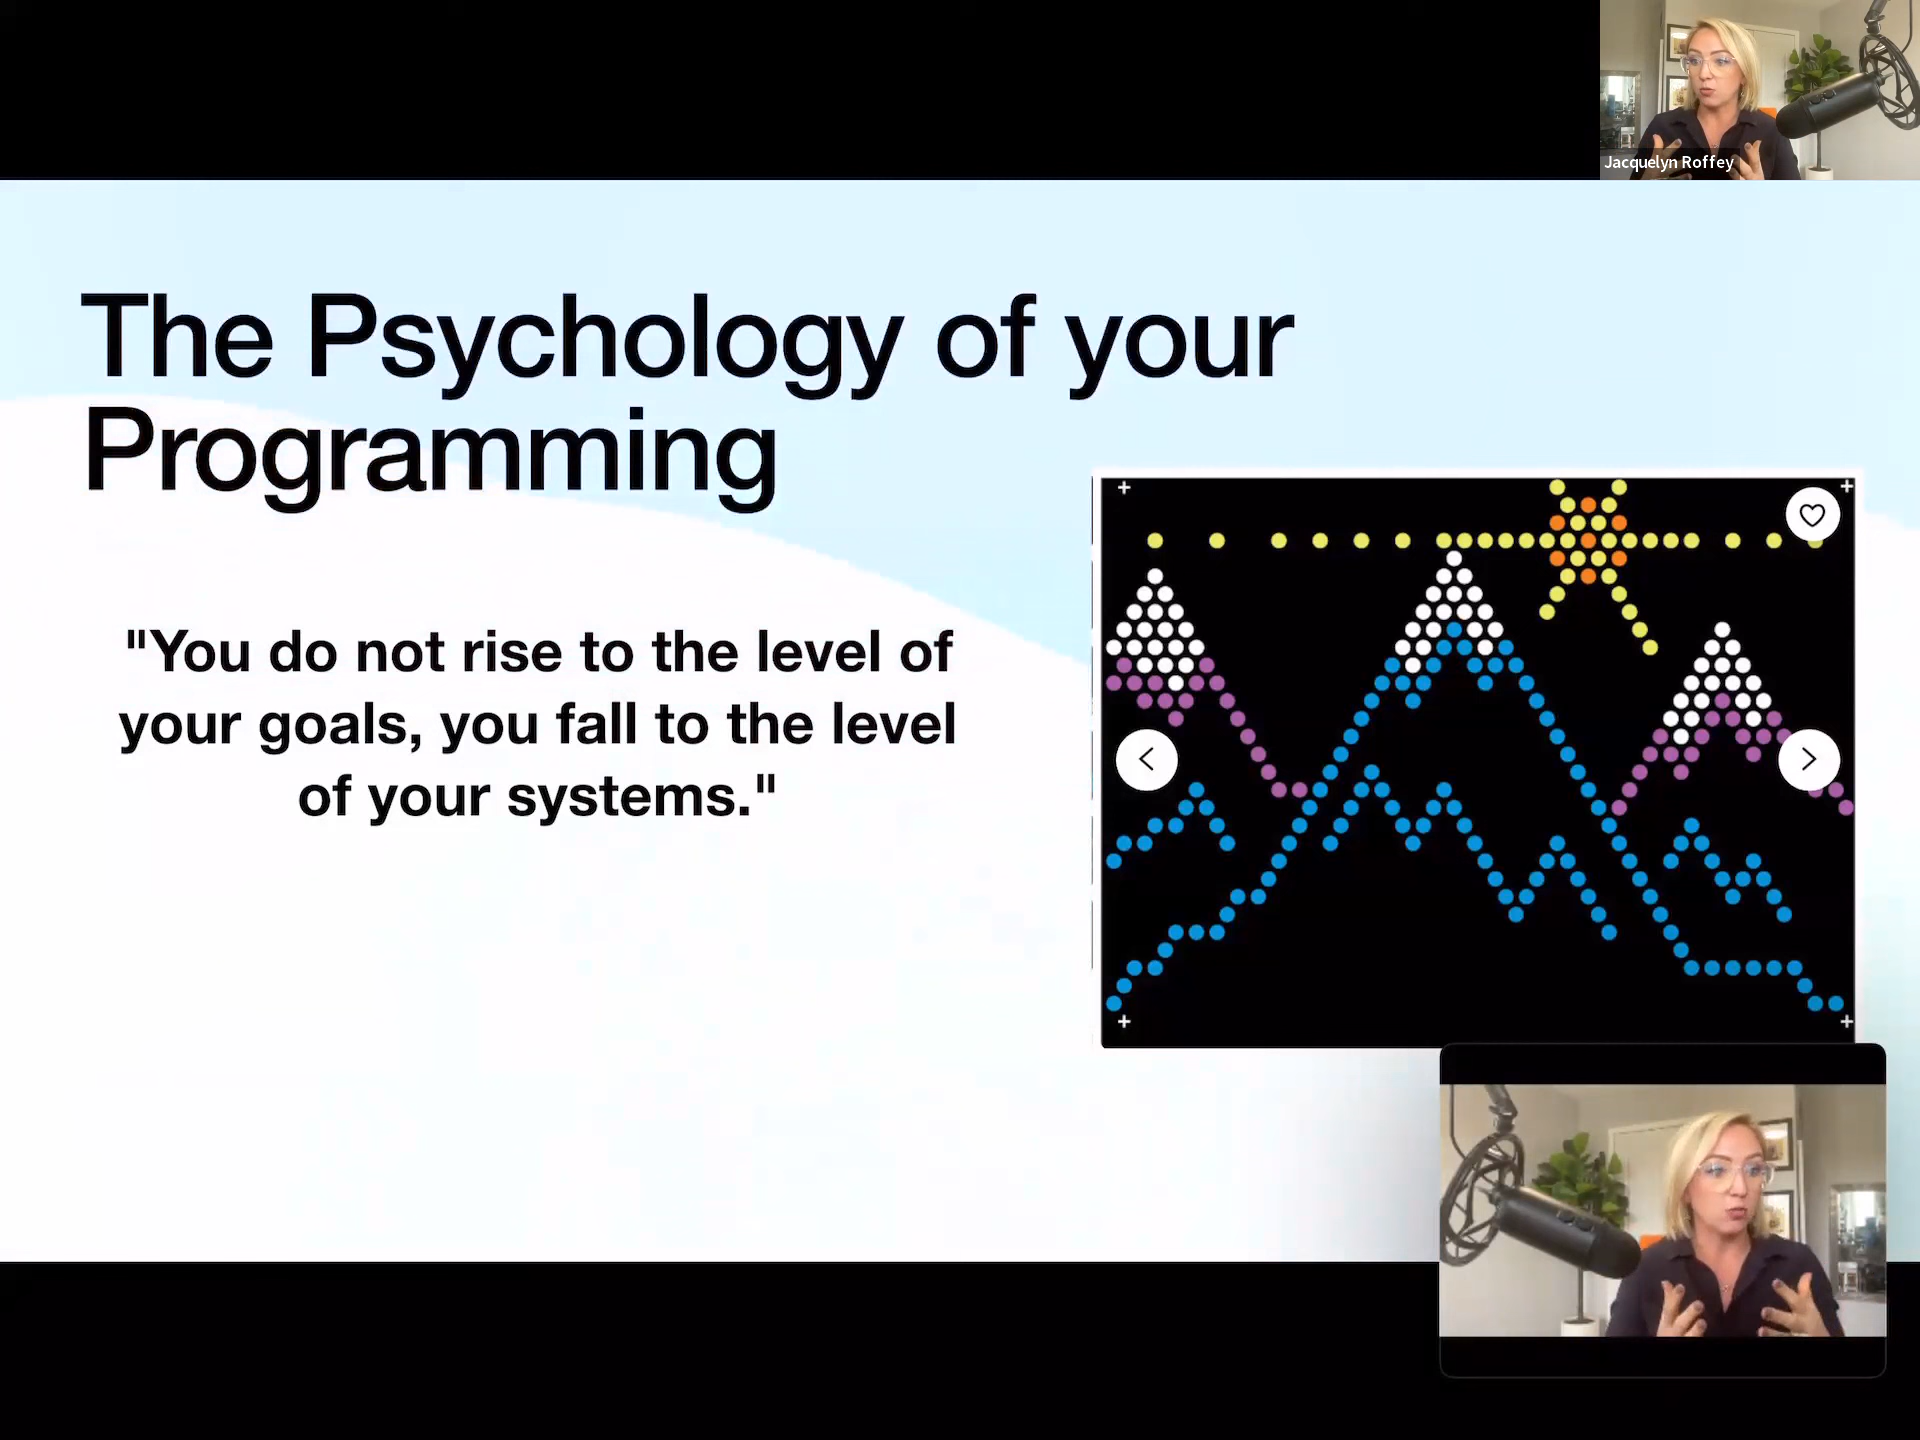 Jacquelyn Roffey
The Psychology of your
Programming
"You do not rise to the level of
your goals, you fall to the level
of your systems."